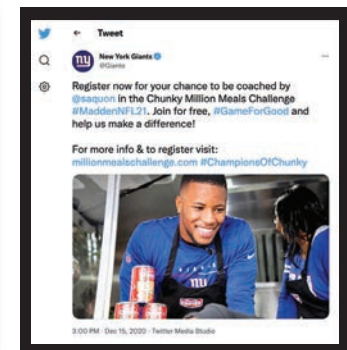 Tweet
ny
New York Giants
@Giants
Register now for your chance to be coached by
@saquon in the Chunky Million Meals Challenge
#MaddenNFL21. Join for free, #GameForGood and
help us make a difference!
For more info & to register visit:
millionmealschallenge.com #ChampionsOfChunky
3:00 PM · Dec 15, 2020 · Twitter Media Studio